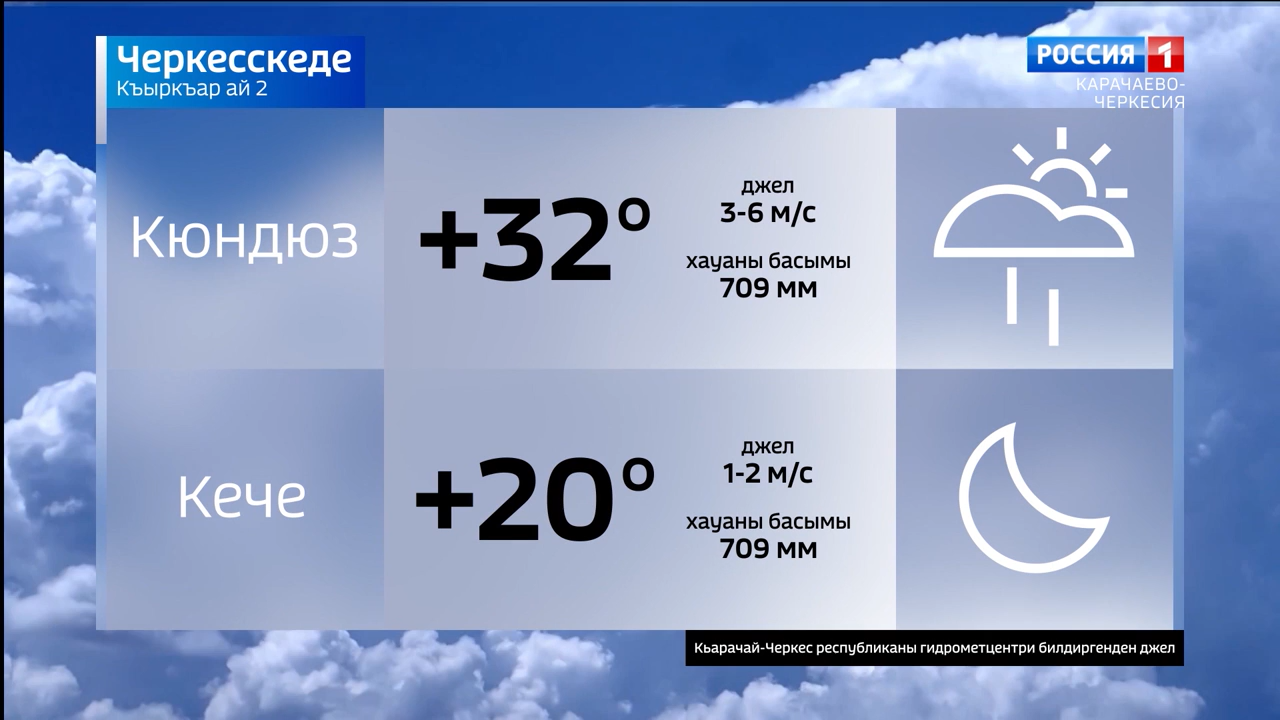 Черкесскеде
Къыркъар ай 2
РОССИЯ 1
КАРАЧАЕВО-
ЧЕРКЕСИЯ
Кюндюз
+32°
джел
3-6 м/с
хауаны басымы
709 мм
Кече
+20°
джел
1-2 м/с
хауаны басымы
709 мм
Кьарачай-Черкес республиканы гидрометцентри билдиргенден джел